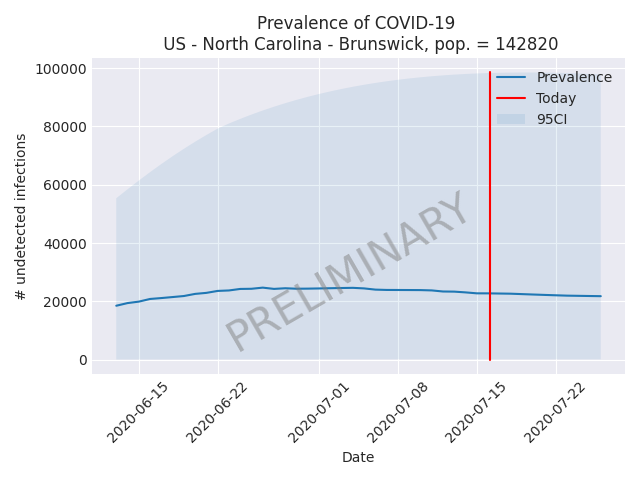 Prevalence of COVID-19
US - North Carolina - Brunswick, pop. = 142820
100000
80000
60000
40000
20000
0
# undetected infections
Prevalence
Today
95CI
PRELIMINARY
2020-06-15
2020-06-22
2020-07-01
2020-07-08
2020-07-15
2020-07-22
Date